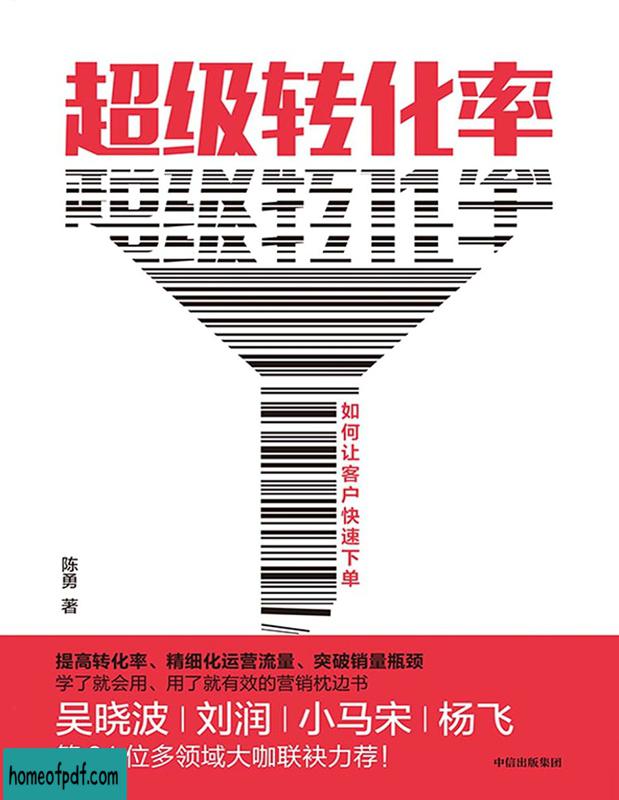 超级转化率
如何让客户快速下单
陈勇 著
提高转化率、精细化运营流量、突破销量瓶颈
学了就会用、用了就有效的营销枕边书
吴晓波|刘润|小马宋|杨飞
位多领域大咖联袂力荐!
中信出版集团
homeofpdf.com